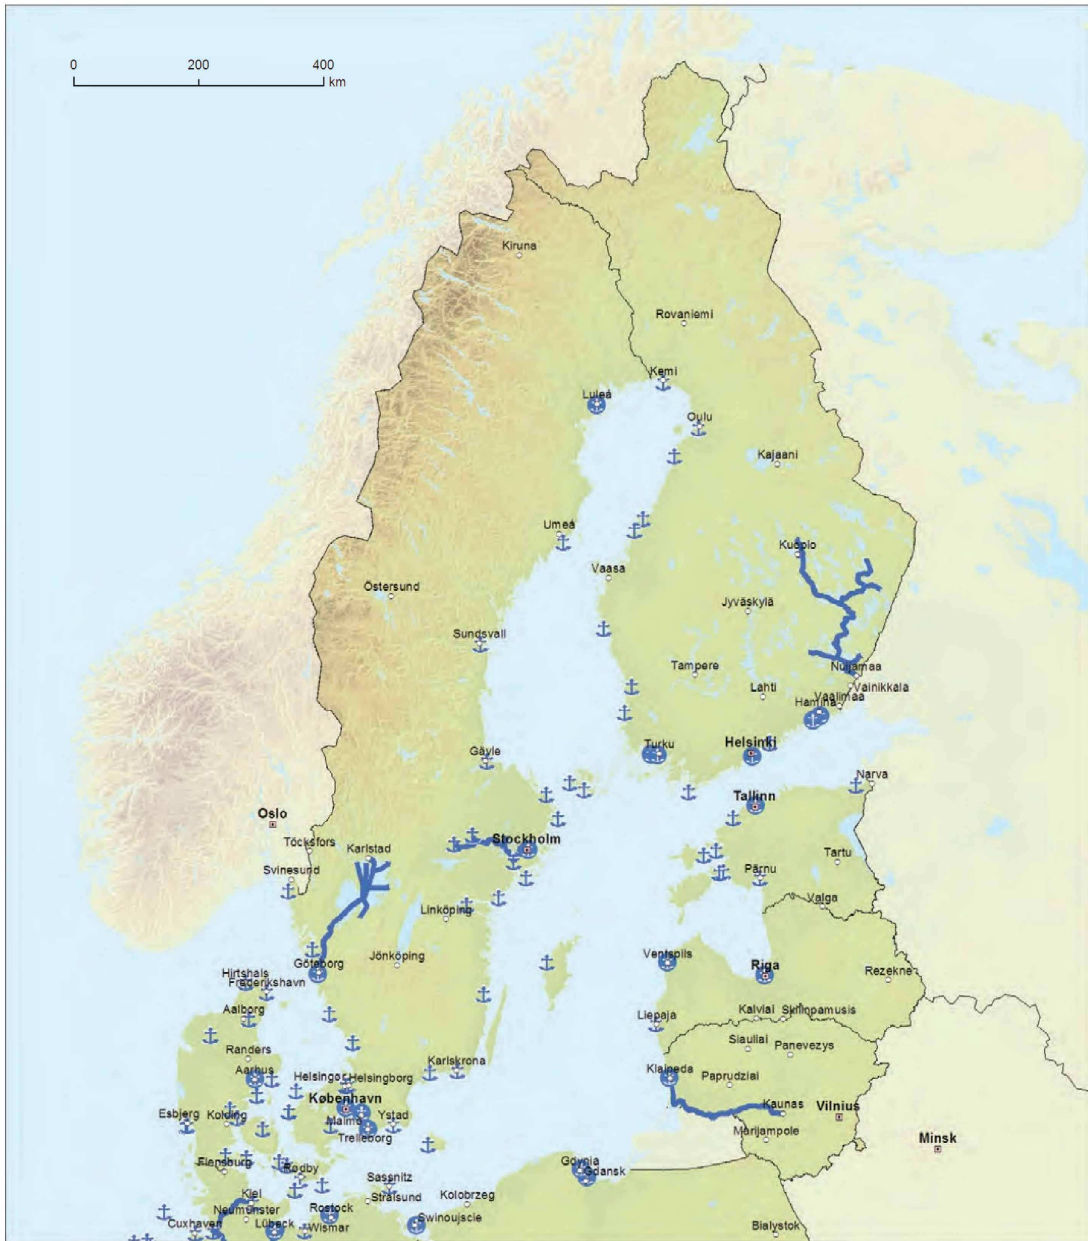 0 200 400
km
Kiruna
Rovaniemi
Kemi
Luleå
Oulu
Kajaani
Umeå
Kuopio
Vaasa
Östersund
Jyväskylä
Sundsvall
Tampere
Nuijamaa
Lahti
Vainikkala
Vaalimaa
Hamina
Turku
Helsinki
Gäyle
Narva
Tallinn
Oslo
Töcksfors
Karlstad
Stockholm
Svinesund
Tartu
Pärnu
Linköping
Valga
Jönköping
Ventspils
Göteborg
Riga
Rezekne
Hirtshals
Frederikshavn
Aalborg
Liepaja
Kalviai
Skilinpamusis
Randers
Siauliai
Panevezys
Aarhus
Karlskrona
Klaipeda
Helsingør
Helsingborg
Paprudziai
København
Kaunas
Vilnius
Esbjerg
Kolding
Malmö
Ystad
Trelleborg
Marijampole
Minsk
Flensburg
Rødby
Gdynia
Gdansk
Sassnitz
Kiel
Stralsund
Kolobrzeg
Neumünster
Rostock
Cuxhaven
Lübeck
Wismar
Swinoujscie
Bialystok